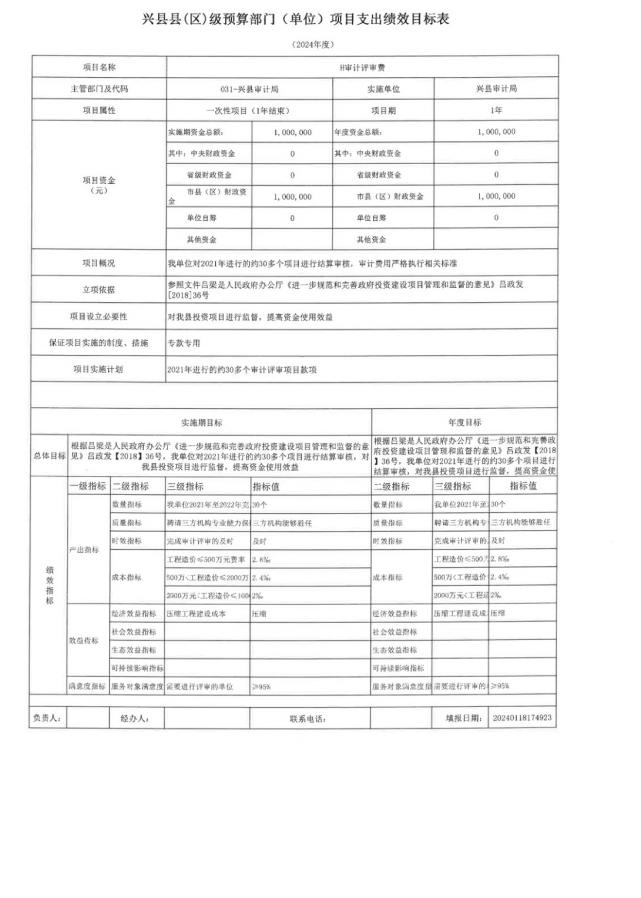 兴县县(区)级预算部门（单位）项目支出绩效目标表
（2024年度）
项目名称 H审计评审费
主管部门及代码 031-兴县审计局 实施单位 兴县审计局
项目属性 一次性项目（1年结束） 项目期 1年
项目资金（元）
实施期资金总额： 1,000,000 年度资金总额： 1,000,000
其中：中央财政资金 0 其中：中央财政资金 0
省级财政资金 0 省级财政资金 0
市县（区）财政资金 1,000,000 市县（区）财政资金 1,000,000
单位自筹 0 单位自筹 0
其他资金 其他资金
项目概况 我单位对2021年进行的约30多个项目进行结算审核，审计费用严格执行相关标准
立项依据 参照文件吕梁是人民政府办公厅《进一步规范和完善政府投资建设项目管理和监督的意见》吕政发
[2018]36号
项目设立必要性 对我县投资项目进行监督，提高资金使用效益
保证项目实施的制度、措施 专款专用
项目实施计划 2021年进行的约30多个审计评审项目款项
实施期目标 年度目标
总体目标
根据吕梁是人民政府办公厅《进一步规范和完善政府投资建设项目管理和监督的意
见》吕政发【2018】36号，我单位对2021年进行的约30多个项目进行结算审核，对
我县投资项目进行监督，提高资金使用效益
根据吕梁是人民政府办公厅《进一步规范和完善政
府投资建设项目管理和监督的意见》吕政发【2018
】36号，我单位对2021年进行的约30多个项目进行
结算审核，对我县投资项目进行监督，提高资金使
绩效指标
一级指标 二级指标 三级指标 指标值 二级指标 三级指标 指标值
产出指标
数量指标 我单位2021年至2022年完 30个 数量指标 我单位2021年至 30个
质量指标 聘请三方机构专业能力保 三方机构能够胜任 质量指标 聘请三方机构专 三方机构能够胜任
时效指标 完成审计评审的及时 及时 时效指标 完成审计评审的 及时
成本指标 工程造价≤500万元费率 2.8‰ 成本指标 工程造价≤500万 2.8‰
500万<工程造价≤2000万 2.4‰ 500万<工程造价 2.4‰
2000万元<工程造价≤100 2‰ 2000万元<工程造 2‰
效益指标
经济效益指标 压缩工程建设成本 压缩 经济效益指标 压缩工程建设成 压缩
社会效益指标 社会效益指标
生态效益指标 生态效益指标
可持续影响指标 可持续影响指标
满意度指标 服务对象满意度 需要进行评审的单位 ≥95% 服务对象满意度指 需要进行评审的 ≥95%
负责人： 经办人： 联系电话： 填报日期： 20240118174923